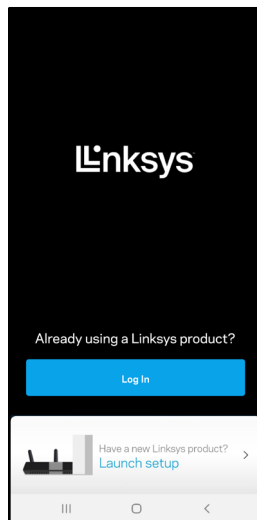 Linksys
Already using a Linksys product?
Log In
Have a new Linksys product?
Launch setup